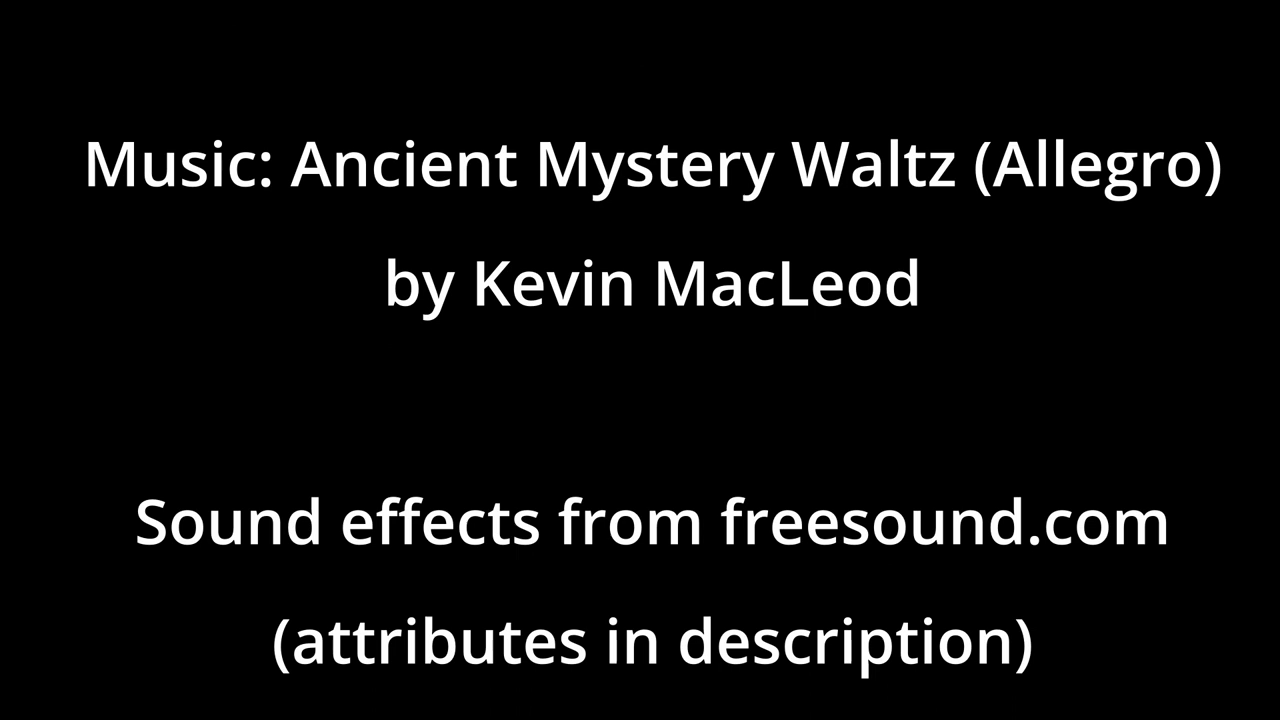 Music: Ancient Mystery Waltz (Allegro)
by Kevin MacLeod
Sound effects from freesound.com
(attributes in description)